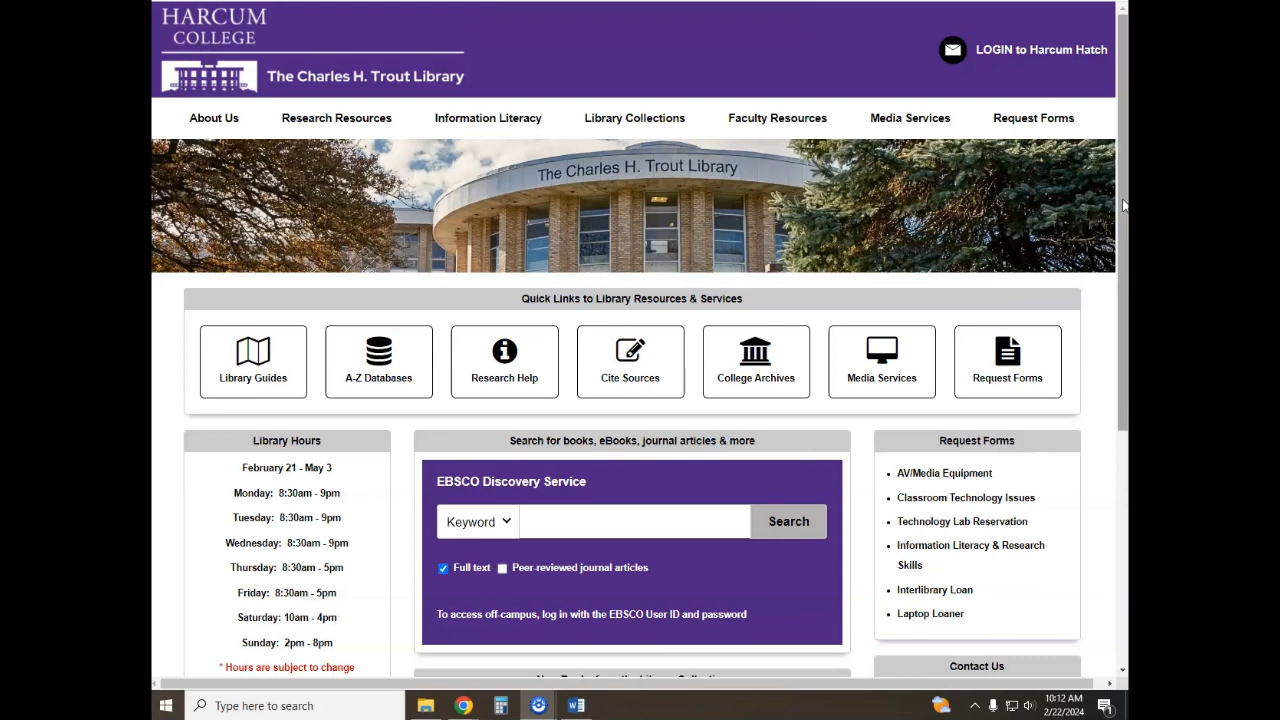 HARCUM
COLLEGE
The Charles H. Trout Library
LOGIN to Harcum Hatch
About Us
Research Resources
Information Literacy
Library Collections
Faculty Resources
Media Services
Request Forms
The Charles H. Trout Library
Quick Links to Library Resources & Services
Library Guides
A-Z Databases
Research Help
Cite Sources
College Archives
Media Services
Request Forms
Library Hours
February 21 - May 3
Monday: 8:30am - 9pm
Tuesday: 8:30am - 9pm
Wednesday: 8:30am - 9pm
Thursday: 8:30am - 5pm
Friday: 8:30am - 5pm
Saturday: 10am - 4pm
Sunday: 2pm - 8pm
* Hours are subject to change
Search for books, eBooks, journal articles & more
EBSCO Discovery Service
Keyword
Search
Full text
Peer-reviewed journal articles
To access off-campus, log in with the EBSCO User ID and password
Request Forms
AV/Media Equipment
Classroom Technology Issues
Technology Lab Reservation
Information Literacy & Research
Skills
Interlibrary Loan
Laptop Loaner
Contact Us
Type here to search
10:12 AM
2/22/2024
1